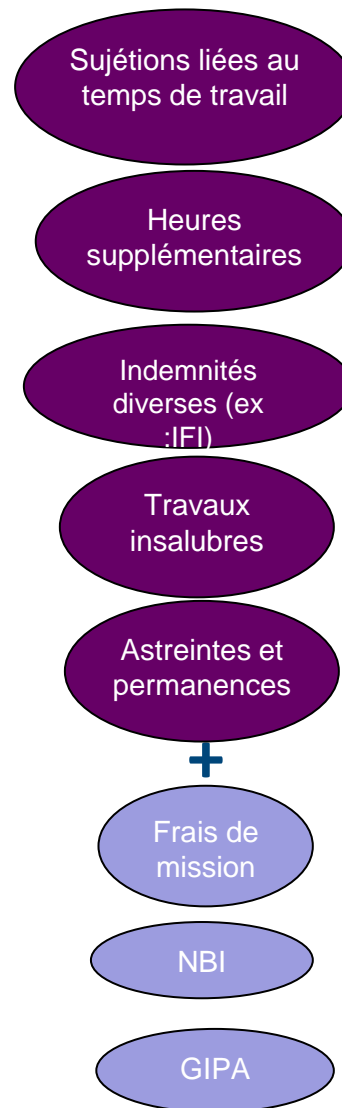 Sujétions liées au
temps de travail
Heures
supplémentaires
Indemnités
diverses (ex
:IFI)
Travaux
insalubres
Astreintes et
permanences
+
Frais de
mission
NBI
GIPA